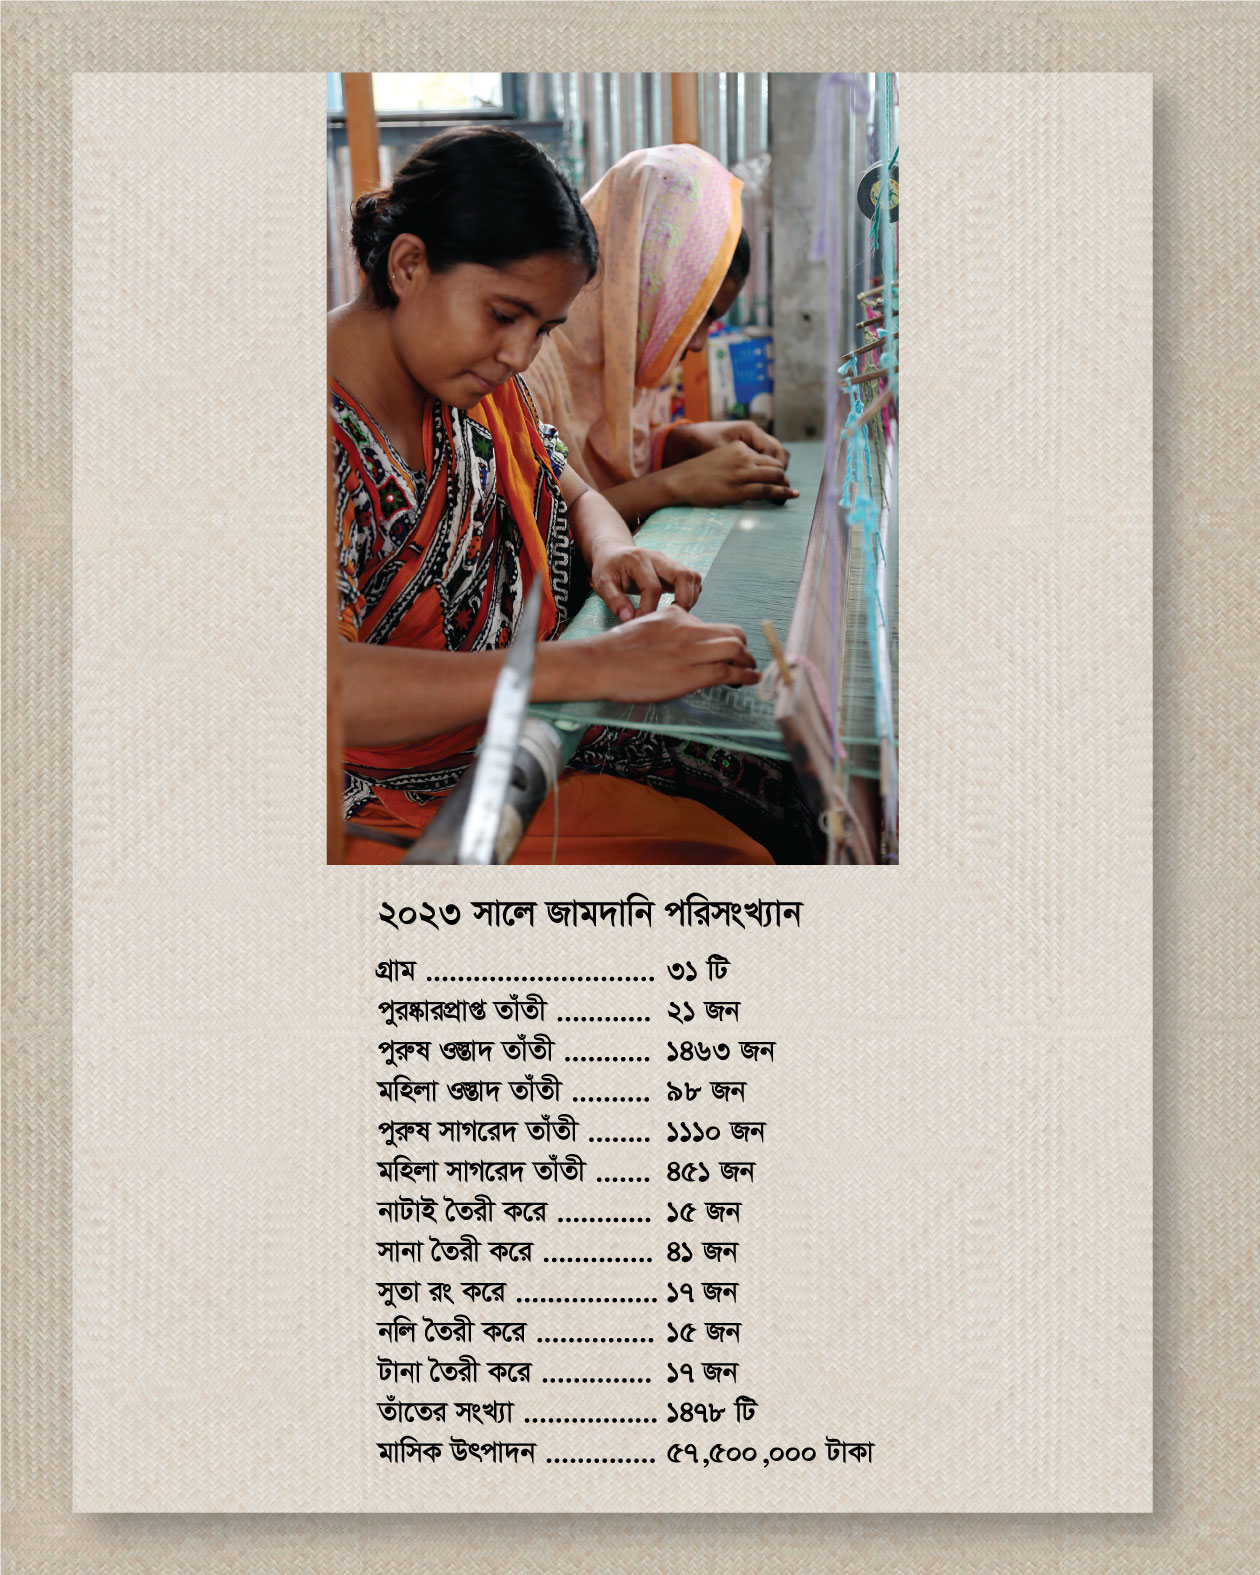 ২০২৩ সালে জামদানি পরিসংখ্যান
গ্রাম ............................. ৩১ টি
পুরষ্কারপ্রাপ্ত তাঁতী ............ ২১ জন
পুরুষ ওস্তাদ তাঁতী ........... ১৪৬৩ জন
মহিলা ওস্তাদ তাঁতী .......... ৯৮ জন
পুরুষ সাগরেদ তাঁতী ........ ১১১০ জন
মহিলা সাগরেদ তাঁতী ....... ৪৫১ জন
নাটাই তৈরী করে ............ ১৫ জন
সানা তৈরী করে .............. ৪১ জন
সুতা রং করে .................. ১৭ জন
নলি তৈরী করে ............... ১৫ জন
টানা তৈরী করে .............. ১৭ জন
তাঁতের সংখ্যা ................. ১৪৭৮ টি
মাসিক উৎপাদন .............. ৫৭,৫০০,০০০ টাকা